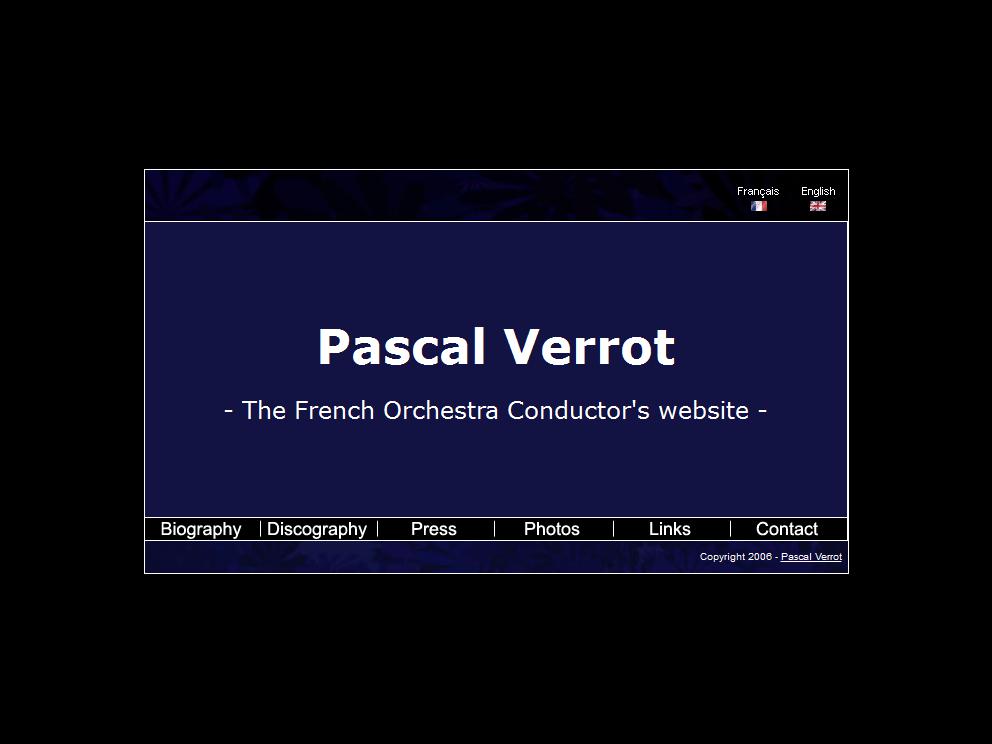 Français English
Pascal Verrot
- The French Orchestra Conductor's website -
Biography | Discography | Press | Photos | Links | Contact
Copyright 2006 - Pascal Verrot